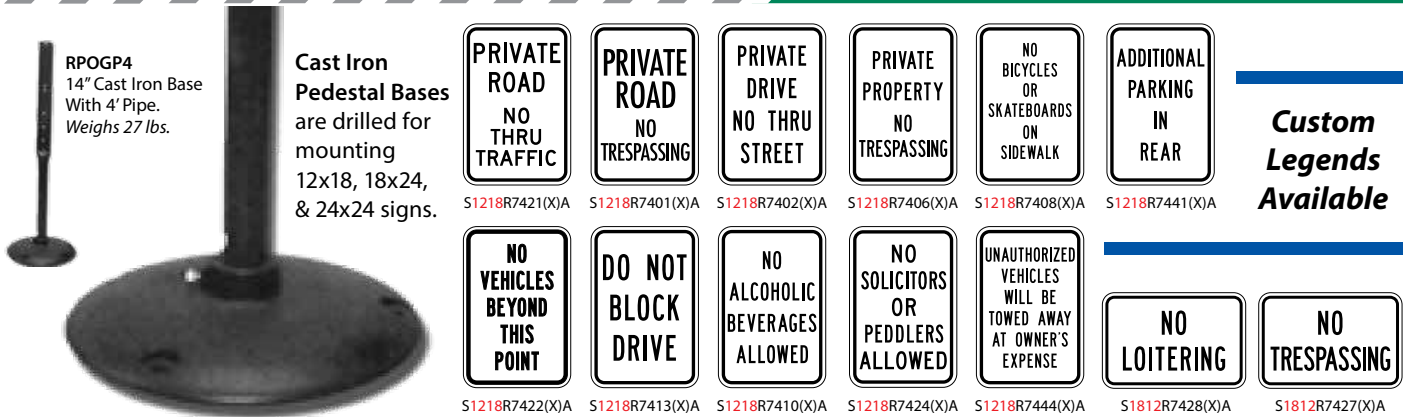 RPOGP4
14" Cast Iron Base
With 4' Pipe.
Weighs 27 lbs.
Cast Iron
Pedestal Bases
are drilled for
mounting
12x18, 18x24,
& 24x24 signs.
PRIVATE
ROAD
NO
THRU
TRAFFIC
S1218R7421(X)A
PRIVATE
ROAD
NO
TRESPASSING
S1218R7401(X)A
PRIVATE
DRIVE
NO THRU
STREET
S1218R7402(X)A
PRIVATE
PROPERTY
NO
TRESPASSING
S1218R7406(X)A
NO
BICYCLES
OR
SKATEBOARDS
ON
SIDEWALK
S1218R7408(X)A
ADDITIONAL
PARKING
IN
REAR
S1218R7441(X)A
Custom
Legends
Available
NO
VEHICLES
BEYOND
THIS
POINT
S1218R7422(X)A
DO NOT
BLOCK
DRIVE
S1218R7413(X)A
NO
ALCOHOLIC
BEVERAGES
ALLOWED
S1218R7410(X)A
NO
SOLICITORS
OR
PEDDLERS
ALLOWED
S1218R7424(X)A
UNAUTHORIZED
VEHICLES
WILL BE
TOWED AWAY
AT OWNER'S
EXPENSE
S1218R7444(X)A
NO
LOITERING
S1812R7428(X)A
NO
TRESPASSING
S1812R7427(X)A